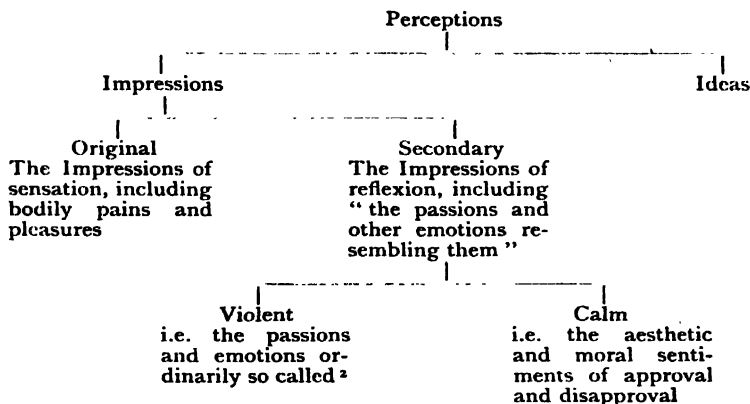 Perceptions
Impressions
Ideas
Original
The Impressions of
sensation, including
bodily pains and
pleasures
Secondary
The Impressions of
reflexion, including
“ the passions and
other emotions re-
sembling them ”
Violent
i.e. the passions
and emotions or-
dinarily so called ²
Calm
i.e. the aesthetic
and moral senti-
ments of approval
and disapproval